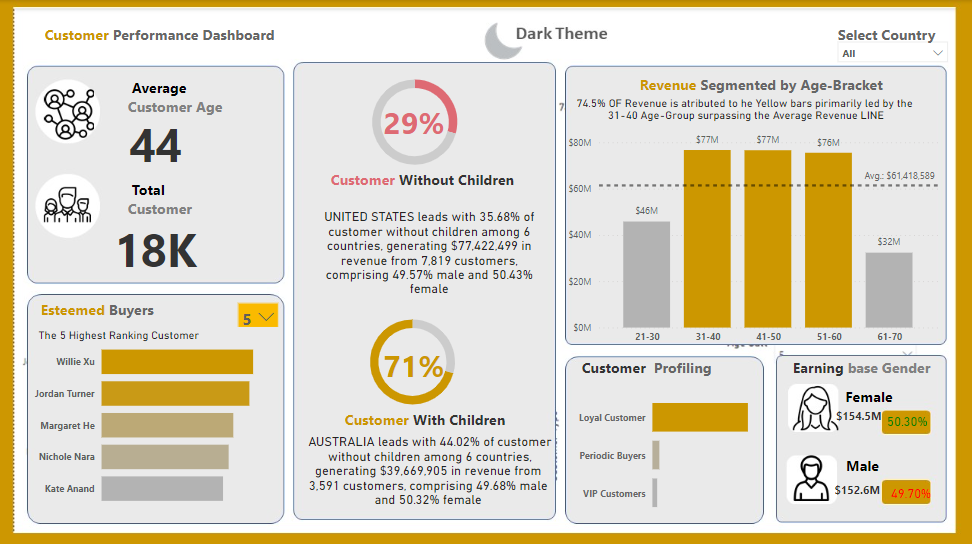 Customer Performance Dashboard
Dark Theme
Select Country
All
Average
Customer Age
44
Total
Customer
18K
Esteemed Buyers
5
The 5 Highest Ranking Customer
Willie Xu
Jordan Turner
Margaret He
Nichole Nara
Kate Anand
29%
Customer Without Children
UNITED STATES leads with 35.68% of
customer without children among 6
countries, generating $77,422,499 in
revenue from 7,819 customers,
comprising 49.57% male and 50.43%
female
71%
Customer With Children
AUSTRALIA leads with 44.02% of customer
without children among 6 countries,
generating $39,669,905 in revenue from
3,591 customers, comprising 49.68% male
and 50.32% female
Revenue Segmented by Age-Bracket
74.5% OF Revenue is atributed to he Yellow bars pirimarily led by the
31-40 Age-Group surpassing the Average Revenue LINE
$80M
$60M
$40M
$20M
$0M
$46M
$77M
$77M
$76M
$32M
Avg.: $61,418,589
21-30
31-40
41-50
51-60
61-70
Customer Profiling
Loyal Customer
Periodic Buyers
VIP Customers
Earning base Gender
Female
$154.5M
50.30%
Male
$152.6M
49.70%